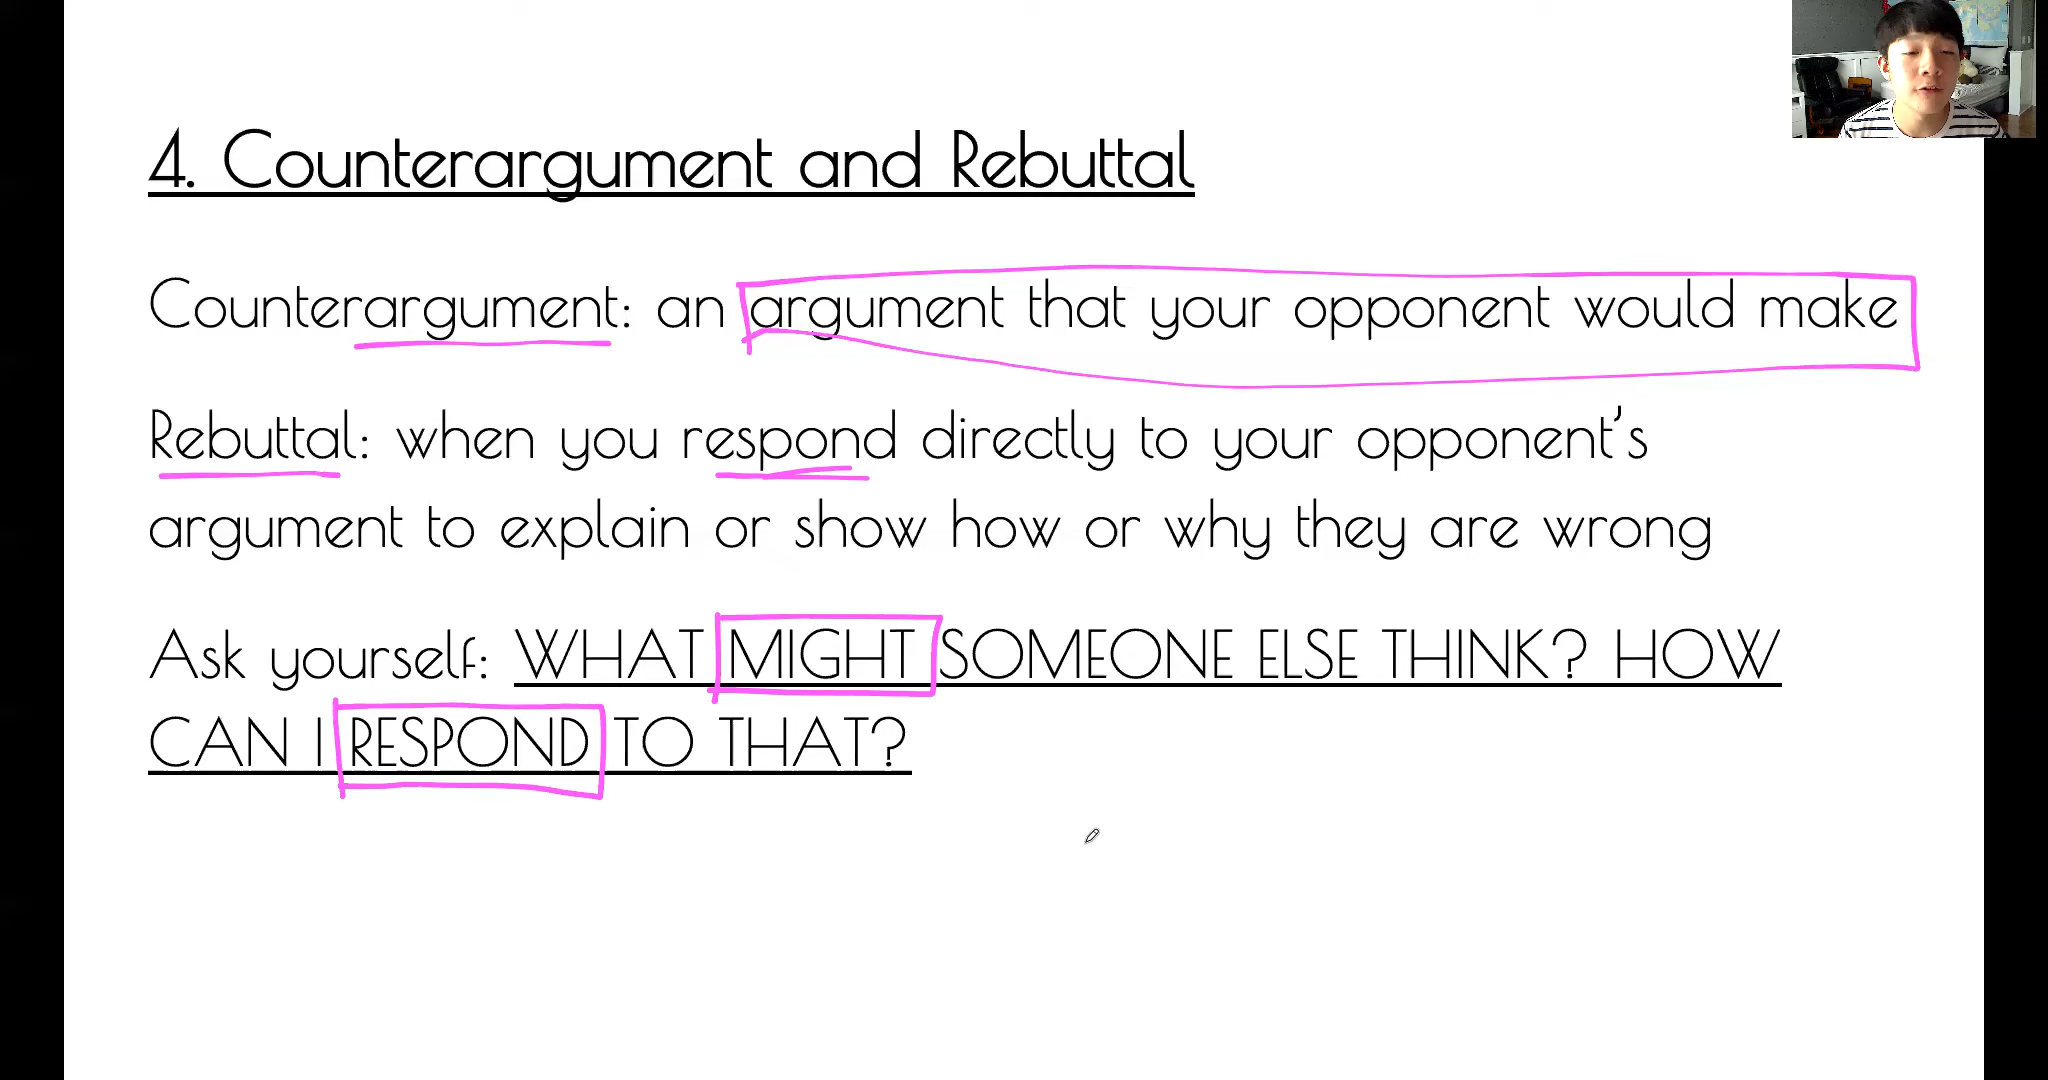 4. Counterargument and Rebuttal
Counterargument: an argument that your opponent would make
Rebuttal: when you respond directly to your opponent's
argument to explain or show how or why they are wrong
Ask yourself: WHAT MIGHT SOMEONE ELSE THINK? HOW
CAN I RESPOND TO THAT?